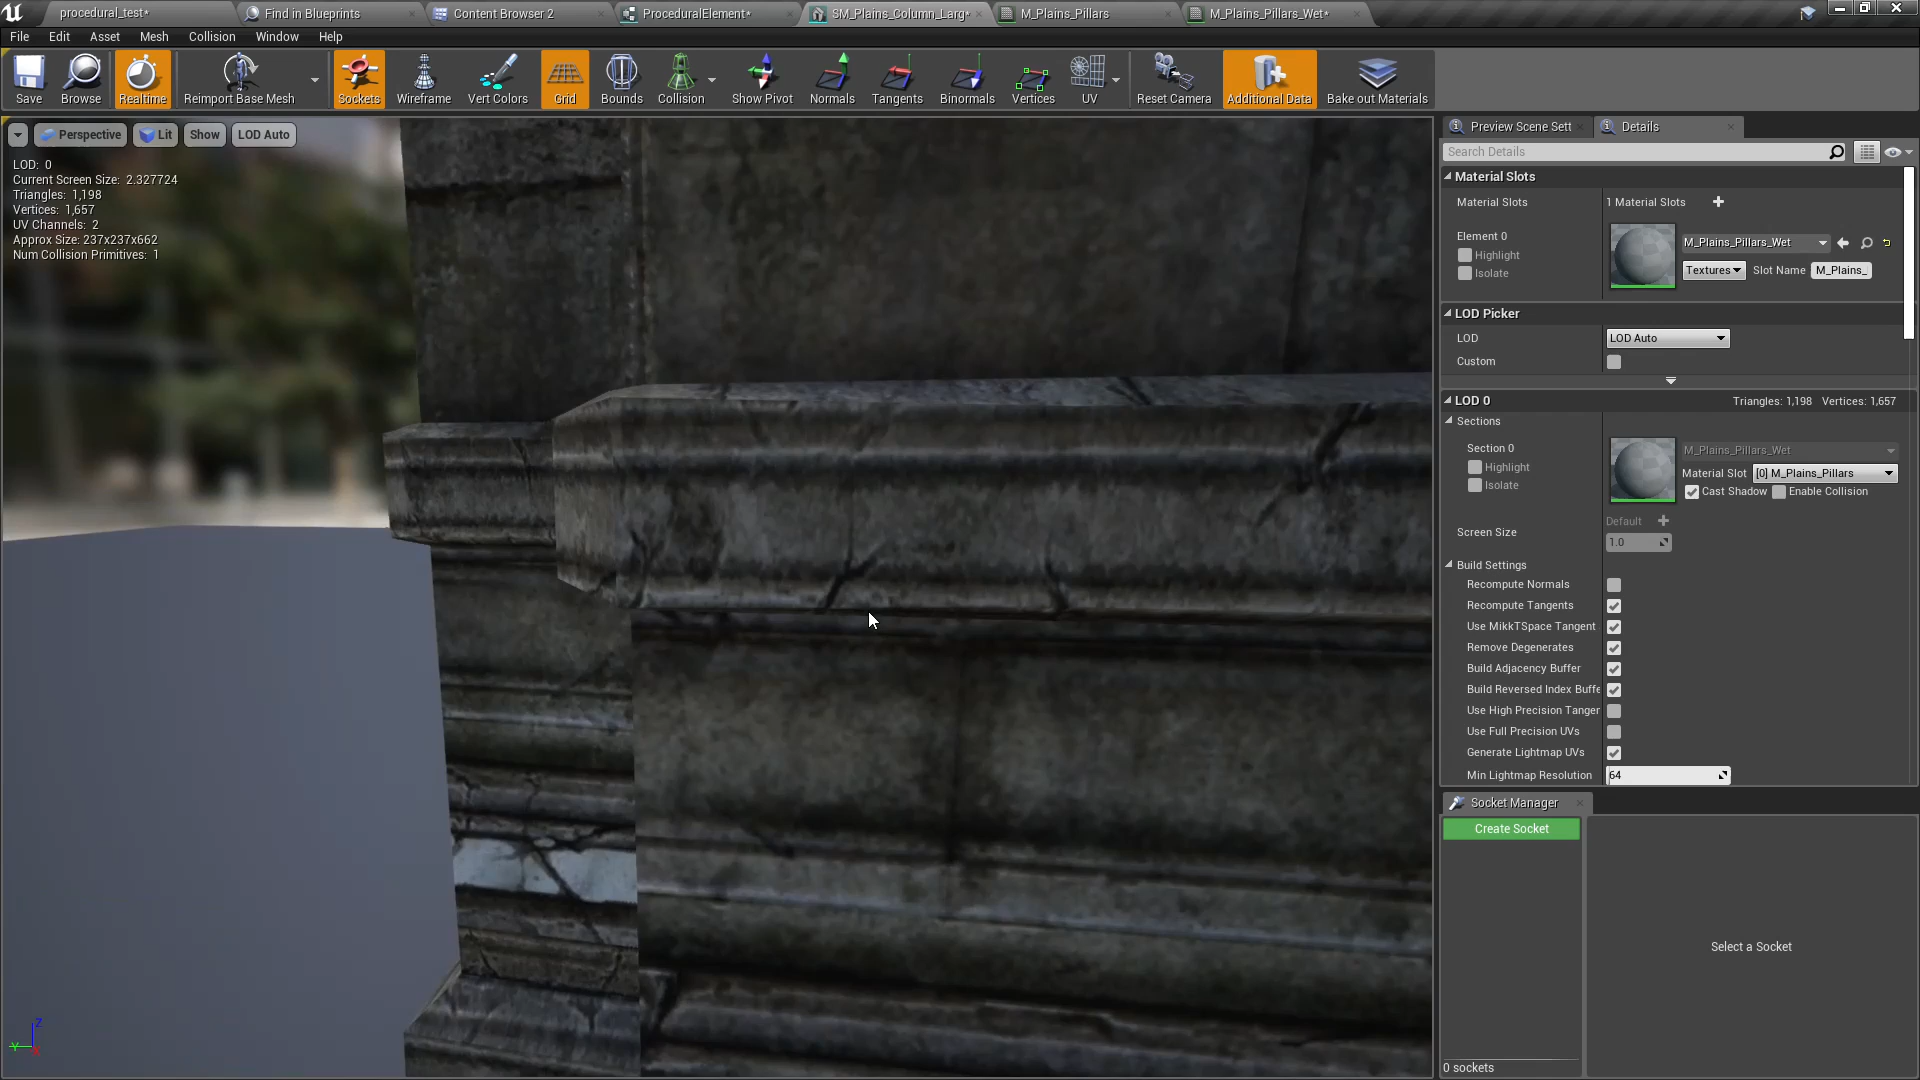 procedural_test*
Find in Blueprints
Content Browser 2
ProceduralElement*
SM_Plains_Column_Larg*
M_Plains_Pillars
M_Plains_Pillars_Wet*
File Edit Asset Mesh Collision Window Help
Save Browse Realtime Reimport Base Mesh Sockets Wireframe Vert Colors Grid Bounds Collision Show Pivot Normals Tangents Binormals Vertices UV Reset Camera Additional Data Bake out Materials
Perspective Lit Show LOD Auto
LOD: 0
Current Screen Size: 2.327724
Triangles: 1,198
Vertices: 1,657
UV Channels: 2
Approx Size: 237x237x662
Num Collision Primitives: 1
Z
Y
X
Preview Scene Sett
Details
Search Details
Material Slots
Material Slots 1 Material Slots
Element 0
Highlight
Isolate
M_Plains_Pillars_Wet
Textures Slot Name M_Plains_
LOD Picker
LOD LOD Auto
Custom
LOD 0 Triangles: 1,198 Vertices: 1,657
Sections
Section 0
Highlight
Isolate
M_Plains_Pillars_Wet
Material Slot [0] M_Plains_Pillars
Cast Shadow Enable Collision
Screen Size
Default
1.0
Build Settings
Recompute Normals
Recompute Tangents
Use MikkTSpace Tangent
Remove Degenerates
Build Adjacency Buffer
Build Reversed Index Buffe
Use High Precision Tanger
Use Full Precision UVs
Generate Lightmap UVs
Min Lightmap Resolution 64
Socket Manager
Create Socket
Select a Socket
0 sockets